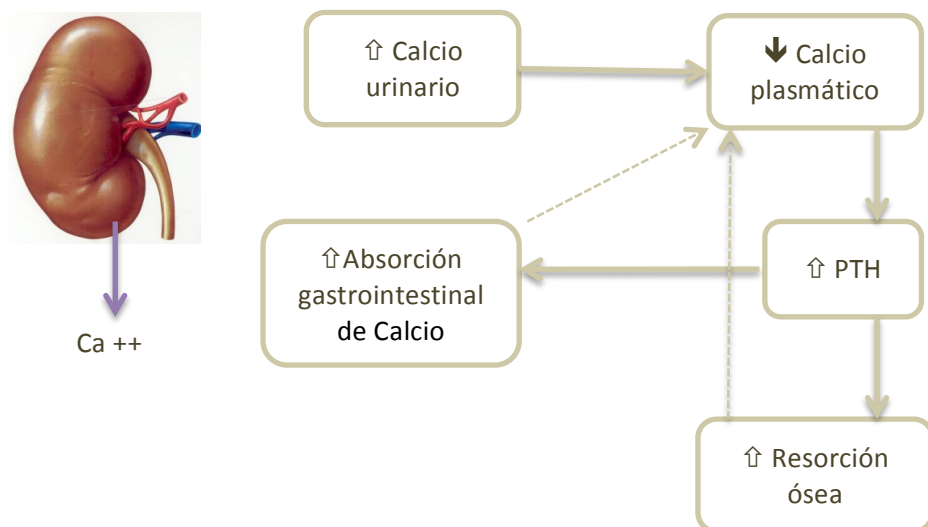 ⇧ Calcio
urinario
🡻 Calcio
plasmático
⇧Absorción
gastrointestinal
de Calcio
⇧ PTH
Ca ++
⇧ Resorción
ósea